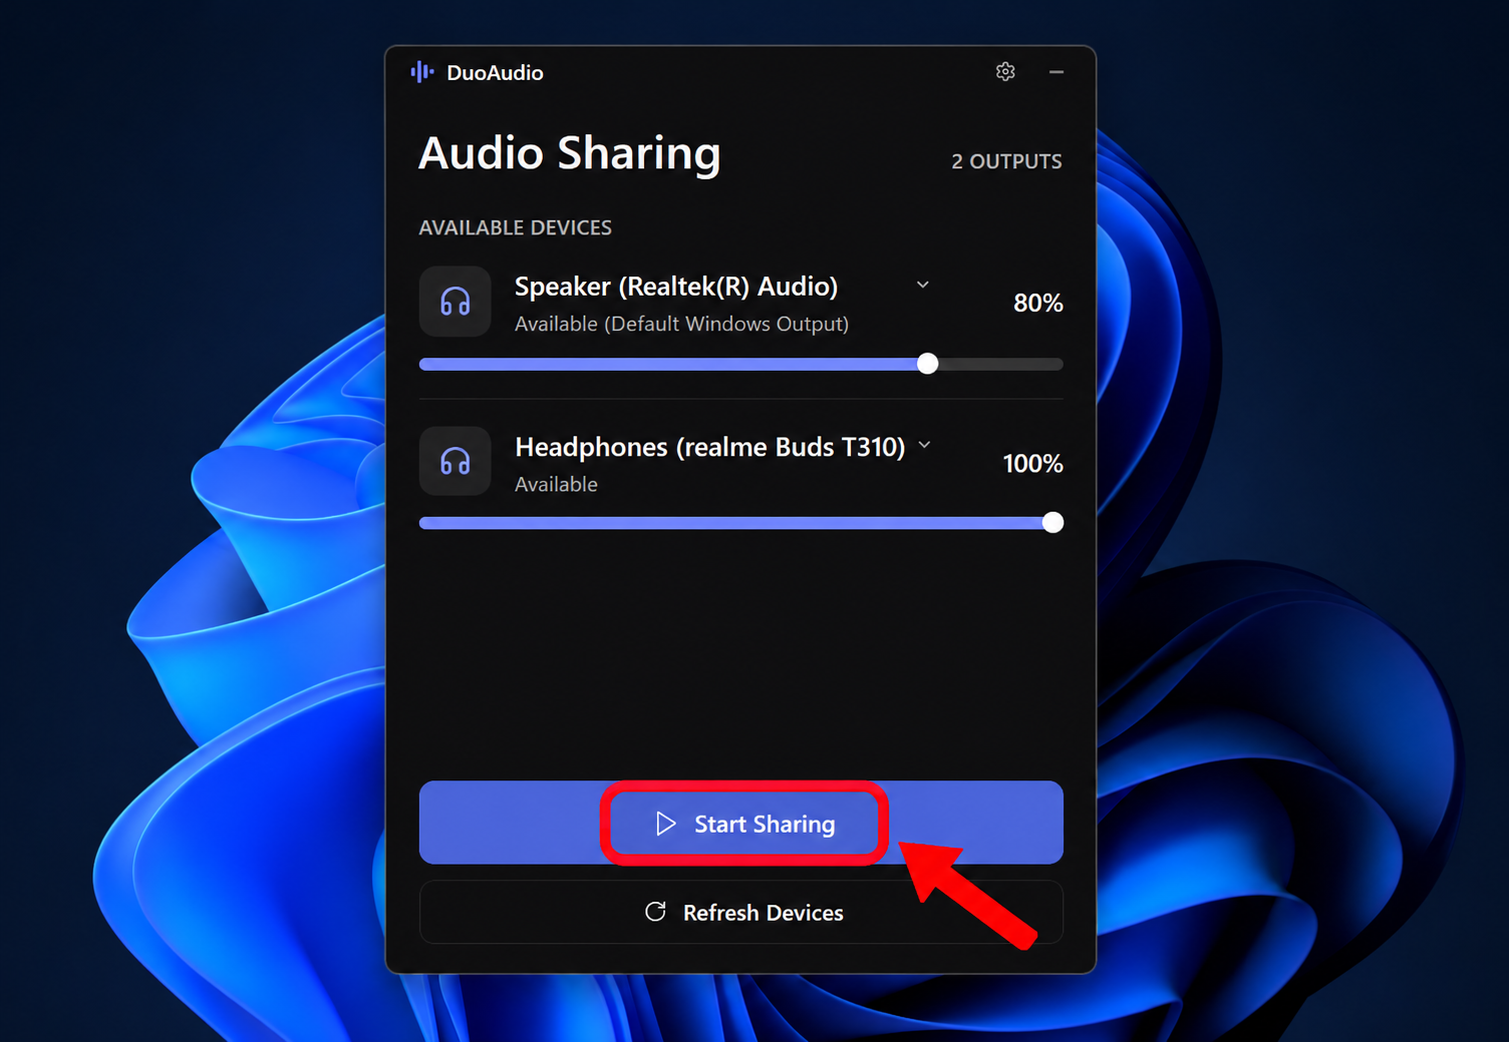 DuoAudio
Audio Sharing
2 OUTPUTS
AVAILABLE DEVICES
Speaker (Realtek(R) Audio)
80%
Available (Default Windows Output)
Headphones (realme Buds T310)
100%
Available
Start Sharing
Refresh Devices